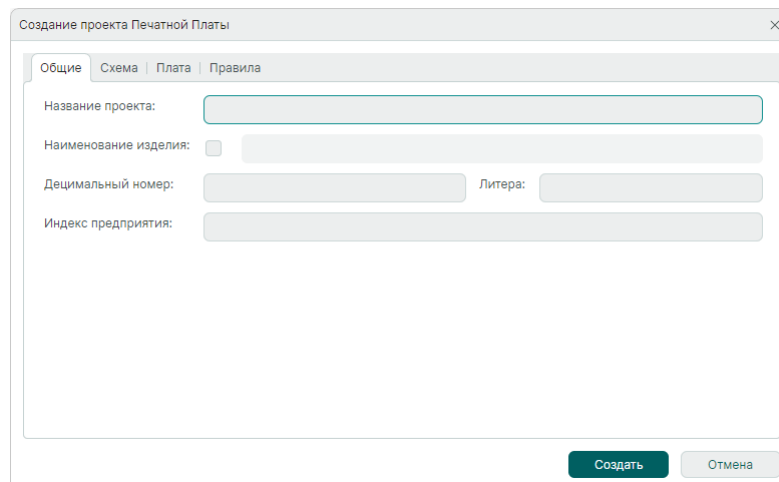 Создание проекта Печатной Платы
Общие Схема Плата Правила
Название проекта:
Наименование изделия:
Децимальный номер: Литера:
Индекс предприятия:
Создать Отмена